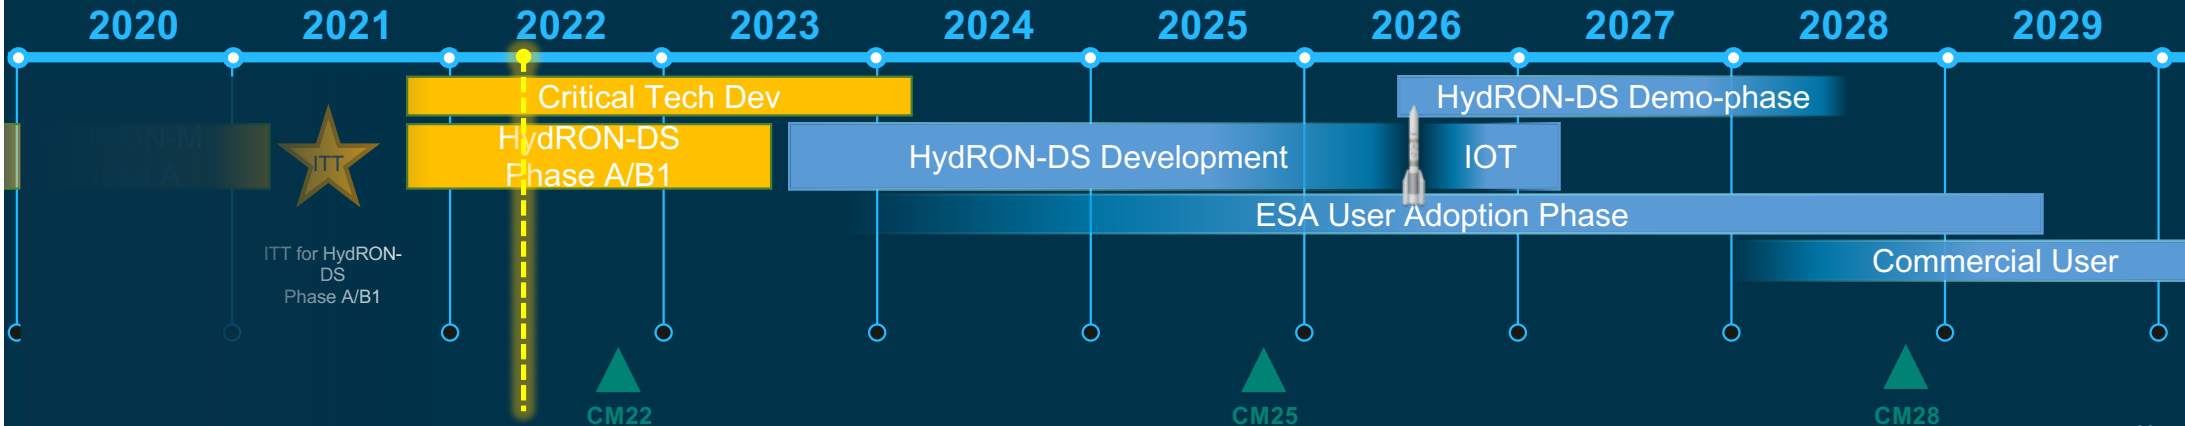 2020 2021 2022 2023 2024 2025 2026 2027 2028 2029
Critical Tech Dev
HydRON-DS Demo-phase
HydRON-DS
Phase A/B1
HydRON-DS Development
IOT
ITT
ESA User Adoption Phase
ITT for HydRON-
DS
Phase A/B1
Commercial User
CM22
CM25
CM28